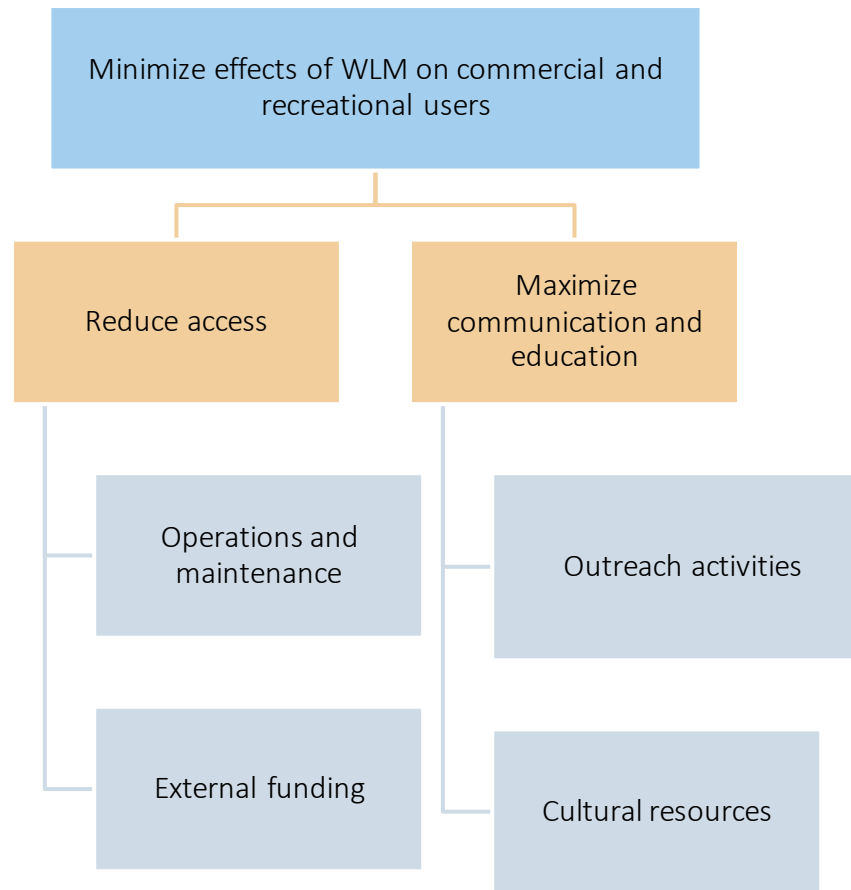 Minimize effects of WLM on commercial and
recreational users
Reduce access
Maximize
communication and
education
Operations and
maintenance
Outreach activities
External funding
Cultural resources